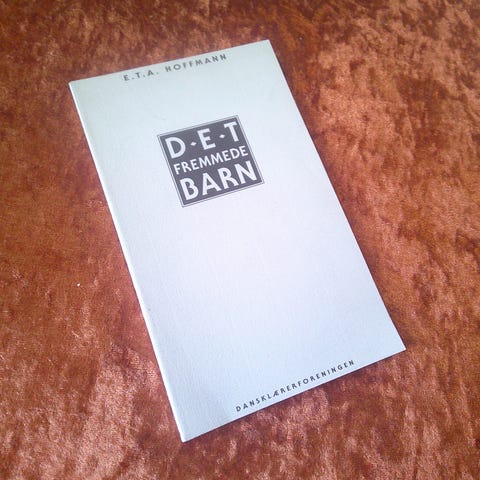 E.T.A. HOFFMANN
D·E·T
FREMMEDE
BARN
DANSKLÆRERFORENINGEN